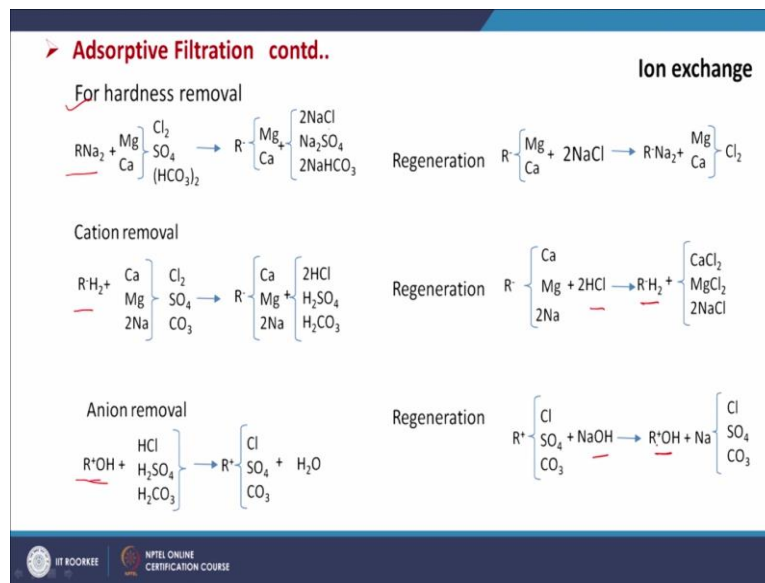 Adsorptive Filtration contd..
Ion exchange
For hardness removal
RNa₂ + Mg Ca } Cl₂ SO₄ (HCO₃)₂ → R⁻ { Mg Ca + { 2NaCl Na₂SO₄ 2NaHCO₃
Regeneration R⁻ { Mg Ca + 2NaCl → R⁻Na₂+ Mg Ca } Cl₂
Cation removal
R⁻H₂+ Ca Mg 2Na } Cl₂ SO₄ CO₃ → R⁻ { Ca Mg 2Na + { 2HCl H₂SO₄ H₂CO₃
Regeneration R⁻ { Ca Mg 2Na + 2HCl → R⁻H₂ + { CaCl₂ MgCl₂ 2NaCl
Anion removal
R⁺OH + HCl H₂SO₄ H₂CO₃ } → R⁺ { Cl SO₄ CO₃ + H₂O
Regeneration R⁺ { Cl SO₄ CO₃ + NaOH → R⁺OH + Na { Cl SO₄ CO₃
IIT ROORKEE
NPTEL ONLINE
CERTIFICATION COURSE